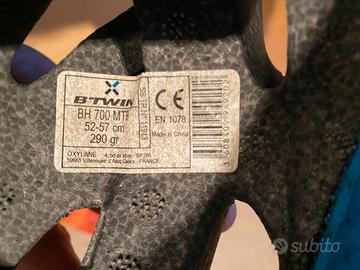 B'TWIN
BH 700 MTB
52-57 cm
290 gr
CE
EN 1078
Made in China
OXYLANE
59665 Villeneuve d'Ascq Cedex - FRANCE
subito